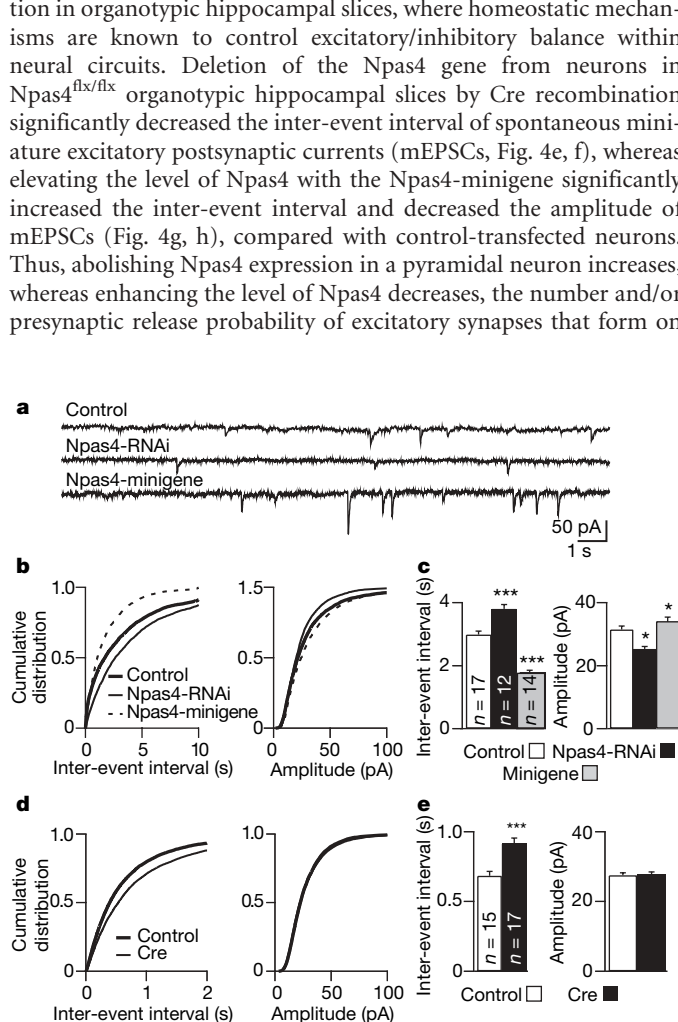 tion in organotypic hippocampal slices, where homeostatic mechan-
isms are known to control excitatory/inhibitory balance within
neural circuits. Deletion of the Npas4 gene from neurons in
Npas4flx/flx organotypic hippocampal slices by Cre recombination
significantly decreased the inter-event interval of spontaneous mini-
ature excitatory postsynaptic currents (mEPSCs, Fig. 4e, f), whereas
elevating the level of Npas4 with the Npas4-minigene significantly
increased the inter-event interval and decreased the amplitude of
mEPSCs (Fig. 4g, h), compared with control-transfected neurons.
Thus, abolishing Npas4 expression in a pyramidal neuron increases,
whereas enhancing the level of Npas4 decreases, the number and/or
presynaptic release probability of excitatory synapses that form on
a
Control
Npas4-RNAi
Npas4-minigene
50 pA
1 s
b
Cumulative
distribution
1.0
0.5
0
0 5 10
Inter-event interval (s)
Control
Npas4-RNAi
Npas4-minigene
1.5
0.5
0
0 50 100
Amplitude (pA)
c
Inter-event interval (s)
4
2
0
n = 17
n = 12
n = 14
***
***
Amplitude (pA)
40
20
0
*
*
Control Npas4-RNAi
Minigene
d
Cumulative
distribution
1.0
0.5
0
0 1 2
Inter-event interval (s)
Control
Cre
1.0
0.5
0
0 50 100
Amplitude (pA)
e
Inter-event interval (s)
1.0
0.5
0
n = 15
n = 17
***
Amplitude (pA)
40
20
0
Control Cre